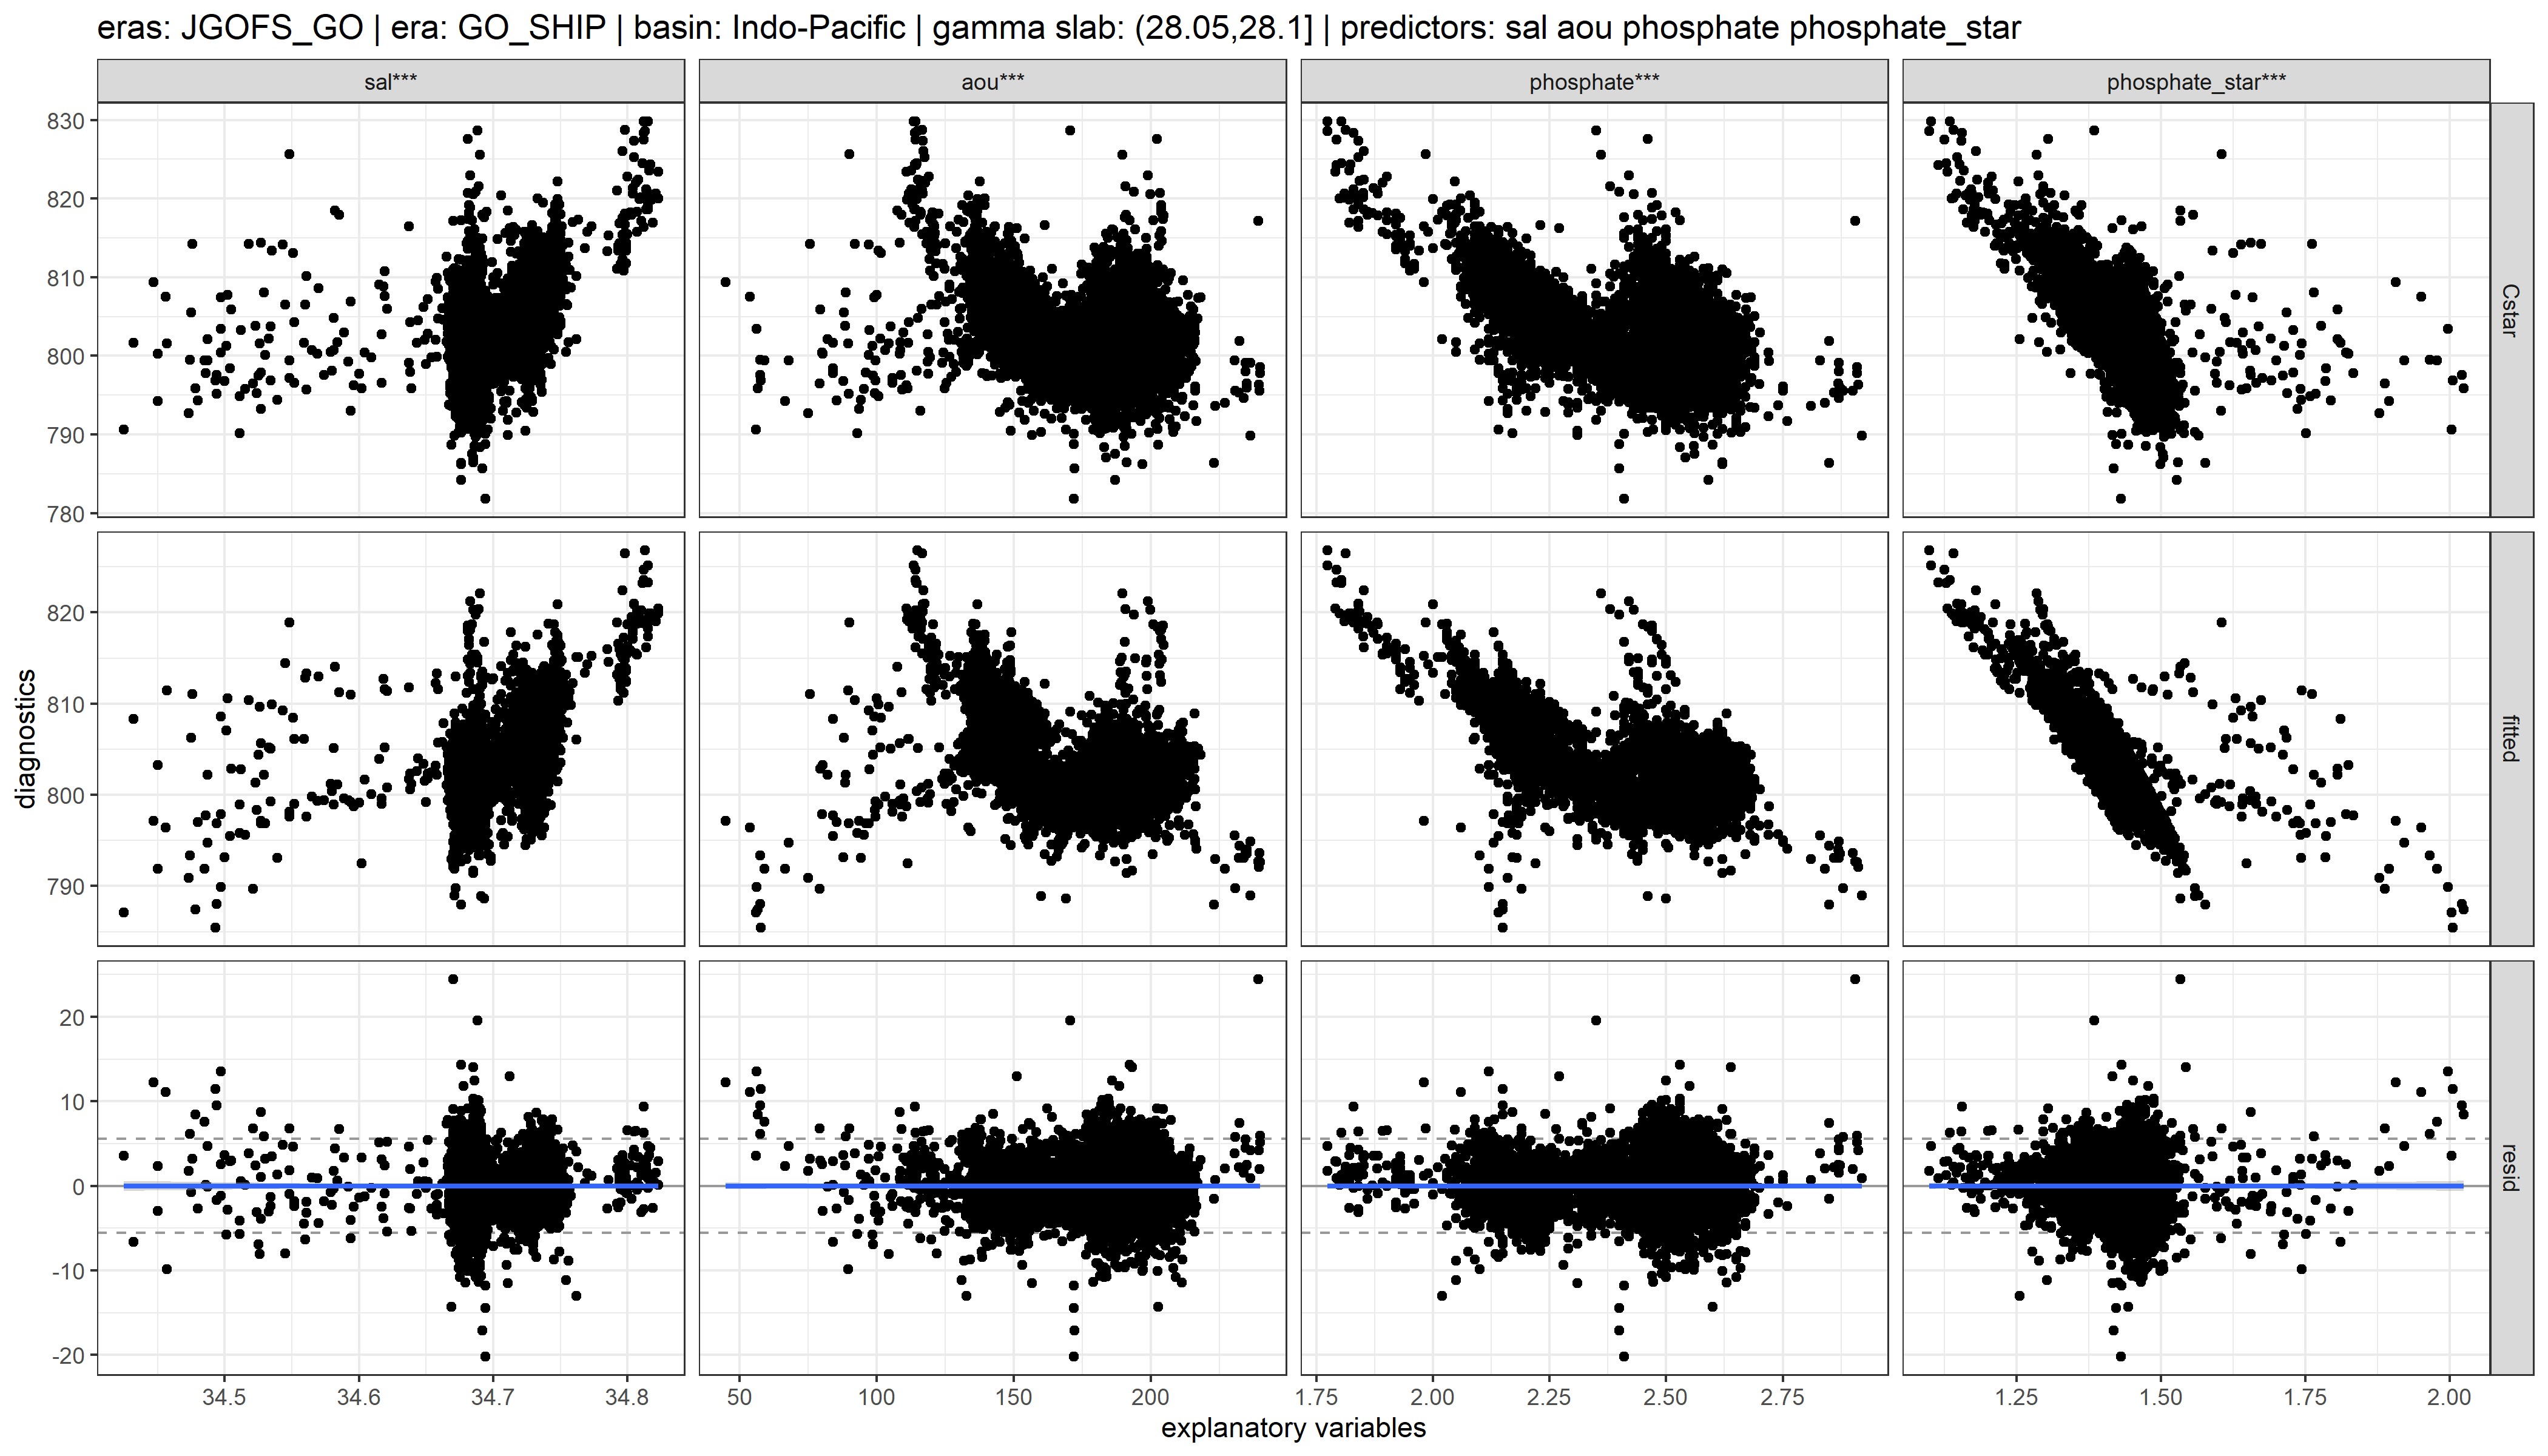 eras: JGOFS_GO | era: GO_SHIP | basin: Indo-Pacific | gamma slab: (28.05,28.1] | predictors: sal aou phosphate phosphate_star
sal*** aou*** phosphate*** phosphate_star***
830
820
810
800
790
780
Cstar
820
810
800
790
fitted
diagnostics
20
10
0
-10
-20
resid
34.5 34.6 34.7 34.8 50 100 150 200 1.75 2.00 2.25 2.50 2.75 1.25 1.50 1.75 2.00
explanatory variables